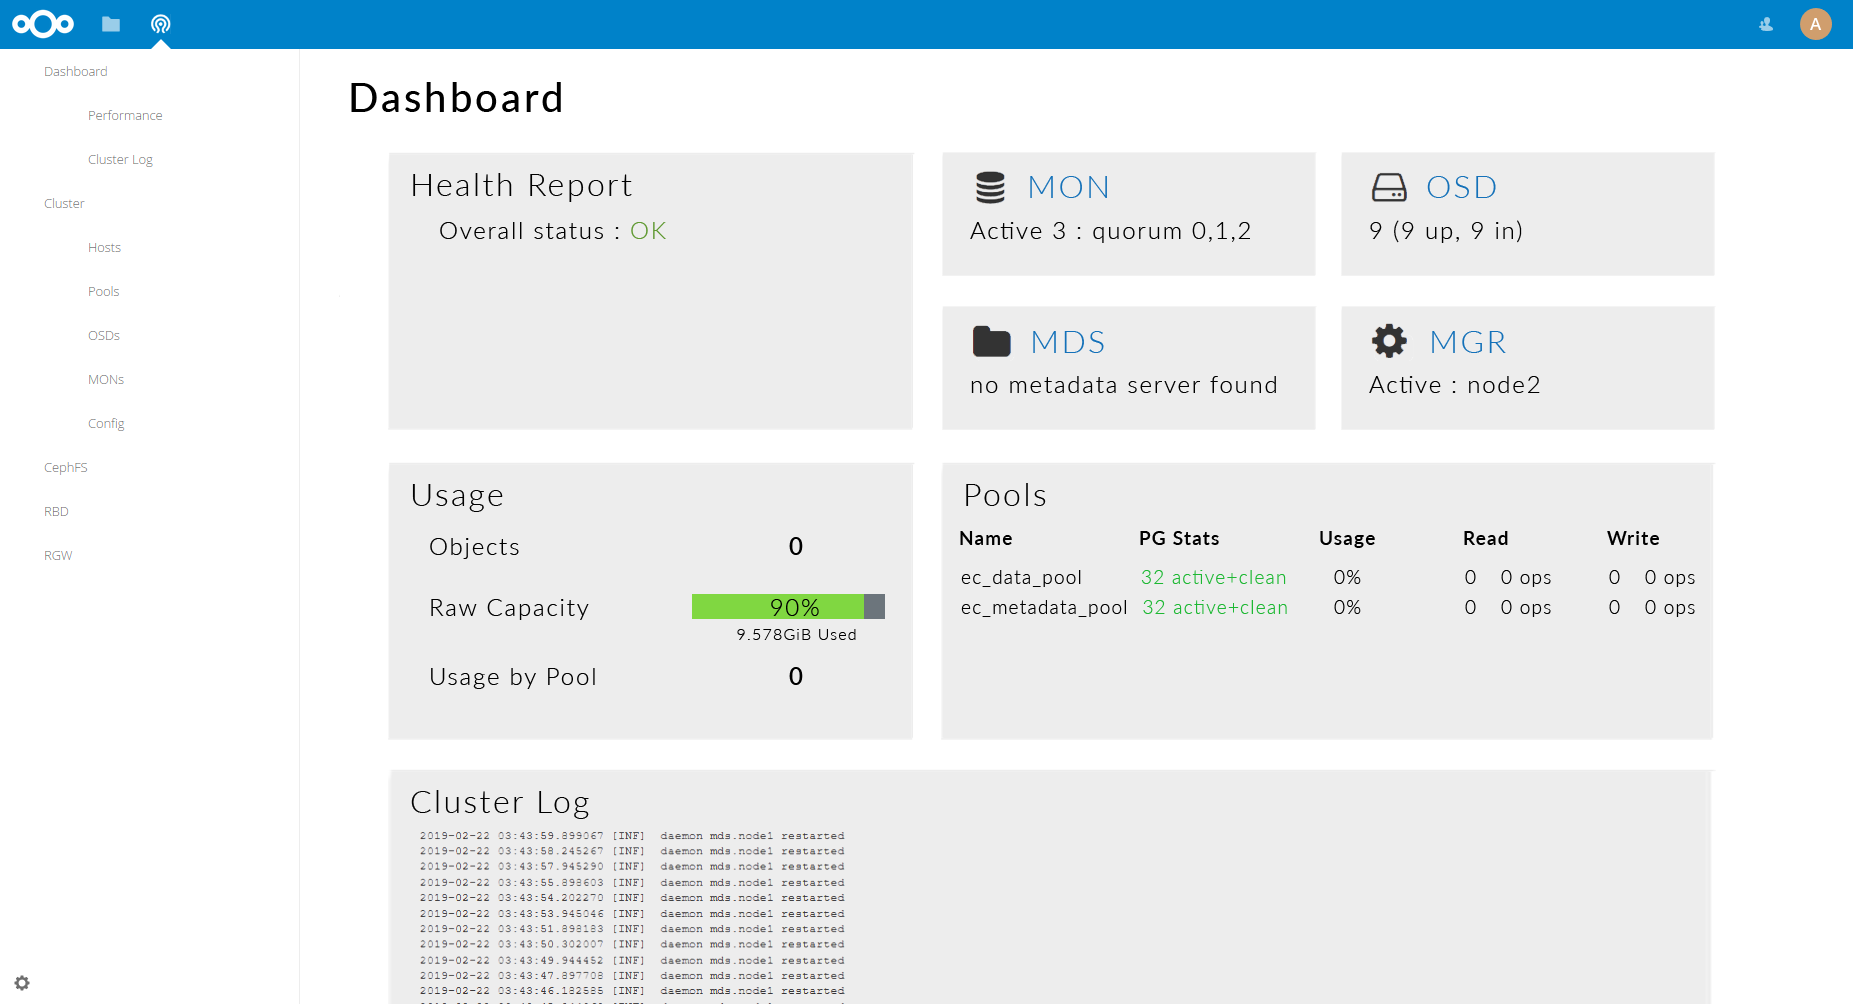 A
Dashboard
Performance
Cluster Log
Cluster
Hosts
Pools
OSDs
MONs
Config
CephFS
RBD
RGW
Dashboard
Health Report
Overall status : OK
MON
Active 3 : quorum 0,1,2
OSD
9 (9 up, 9 in)
MDS
no metadata server found
MGR
Active : node2
Usage
Objects 0
Raw Capacity 90%
9.578GiB Used
Usage by Pool 0
Pools
Name PG Stats Usage Read Write
ec_data_pool 32 active+clean 0% 0 0 ops 0 0 ops
ec_metadata_pool 32 active+clean 0% 0 0 ops 0 0 ops
Cluster Log
2019-02-22 03:43:59.899067 [INF] daemon mds.node1 restarted
2019-02-22 03:43:58.245267 [INF] daemon mds.node1 restarted
2019-02-22 03:43:57.945290 [INF] daemon mds.node1 restarted
2019-02-22 03:43:55.898603 [INF] daemon mds.node1 restarted
2019-02-22 03:43:54.202270 [INF] daemon mds.node1 restarted
2019-02-22 03:43:53.945046 [INF] daemon mds.node1 restarted
2019-02-22 03:43:51.898183 [INF] daemon mds.node1 restarted
2019-02-22 03:43:50.302007 [INF] daemon mds.node1 restarted
2019-02-22 03:43:49.944452 [INF] daemon mds.node1 restarted
2019-02-22 03:43:47.897708 [INF] daemon mds.node1 restarted
2019-02-22 03:43:46.182585 [INF] daemon mds.node1 restarted